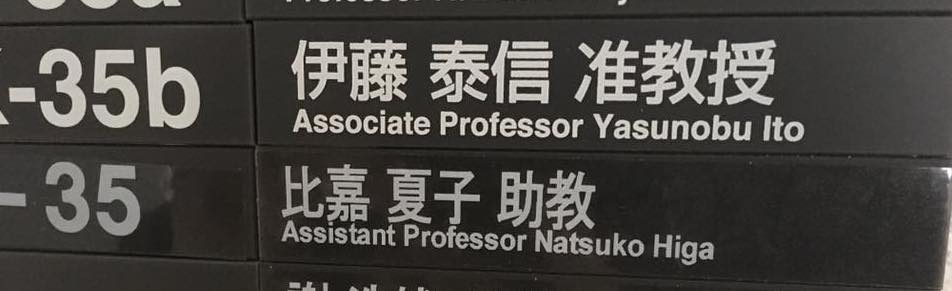 -35b
伊藤 泰信 准教授
Associate Professor Yasunobu Ito
-35
比嘉 夏子 助教
Assistant Professor Natsuko Higa